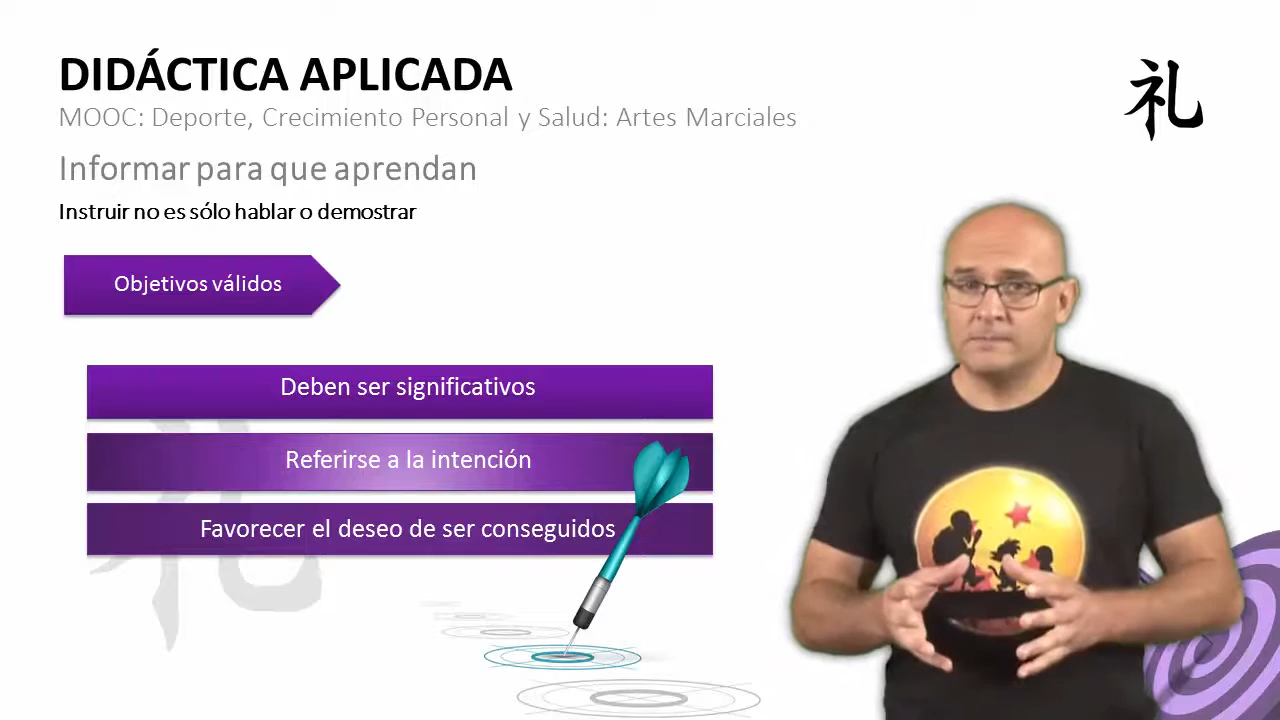 DIDÁCTICA APLICADA
MOOC: Deporte, Crecimiento Personal y Salud: Artes Marciales
礼
Informar para que aprendan
Instruir no es sólo hablar o demostrar
Objetivos válidos
Deben ser significativos
Referirse a la intención
Favorecer el deseo de ser conseguidos
礼